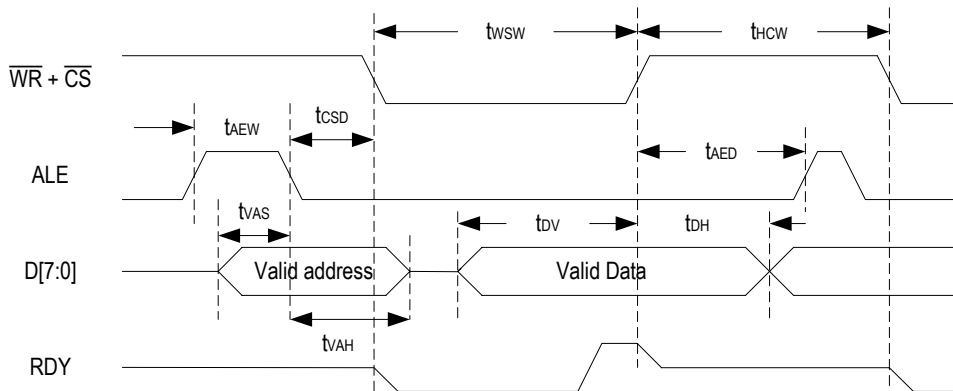 tWSW tHCW
WR + CS
tCSD
tAEW
tAED
ALE
tVAS
tDV tDH
D[7:0] Valid address Valid Data
tVAH
RDY